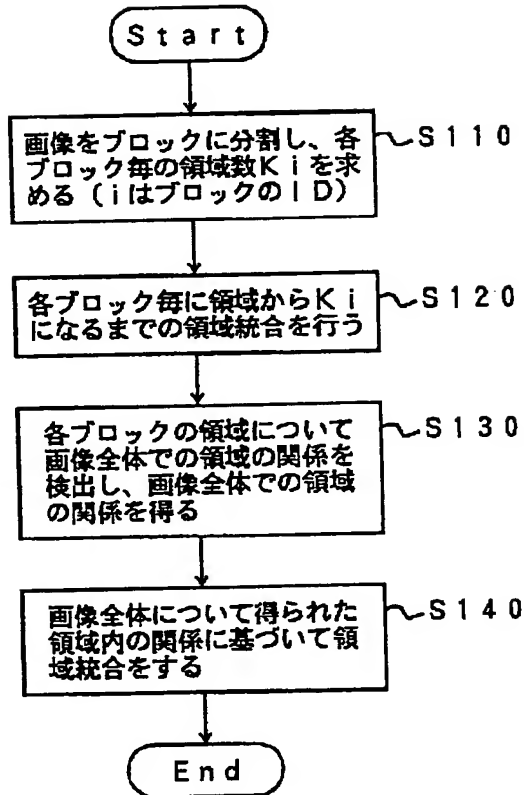 Start
画像をブロックに分割し、各
ブロック毎の領域数Kiを求
める(iはブロックのID)
S110
各ブロック毎に領域からKi
になるまでの領域統合を行う
S120
各ブロックの領域について
画像全体での領域の関係を
検出し、画像全体での領域
の関係を得る
S130
画像全体について得られた
領域内の関係に基づいて領
域統合をする
S140
End